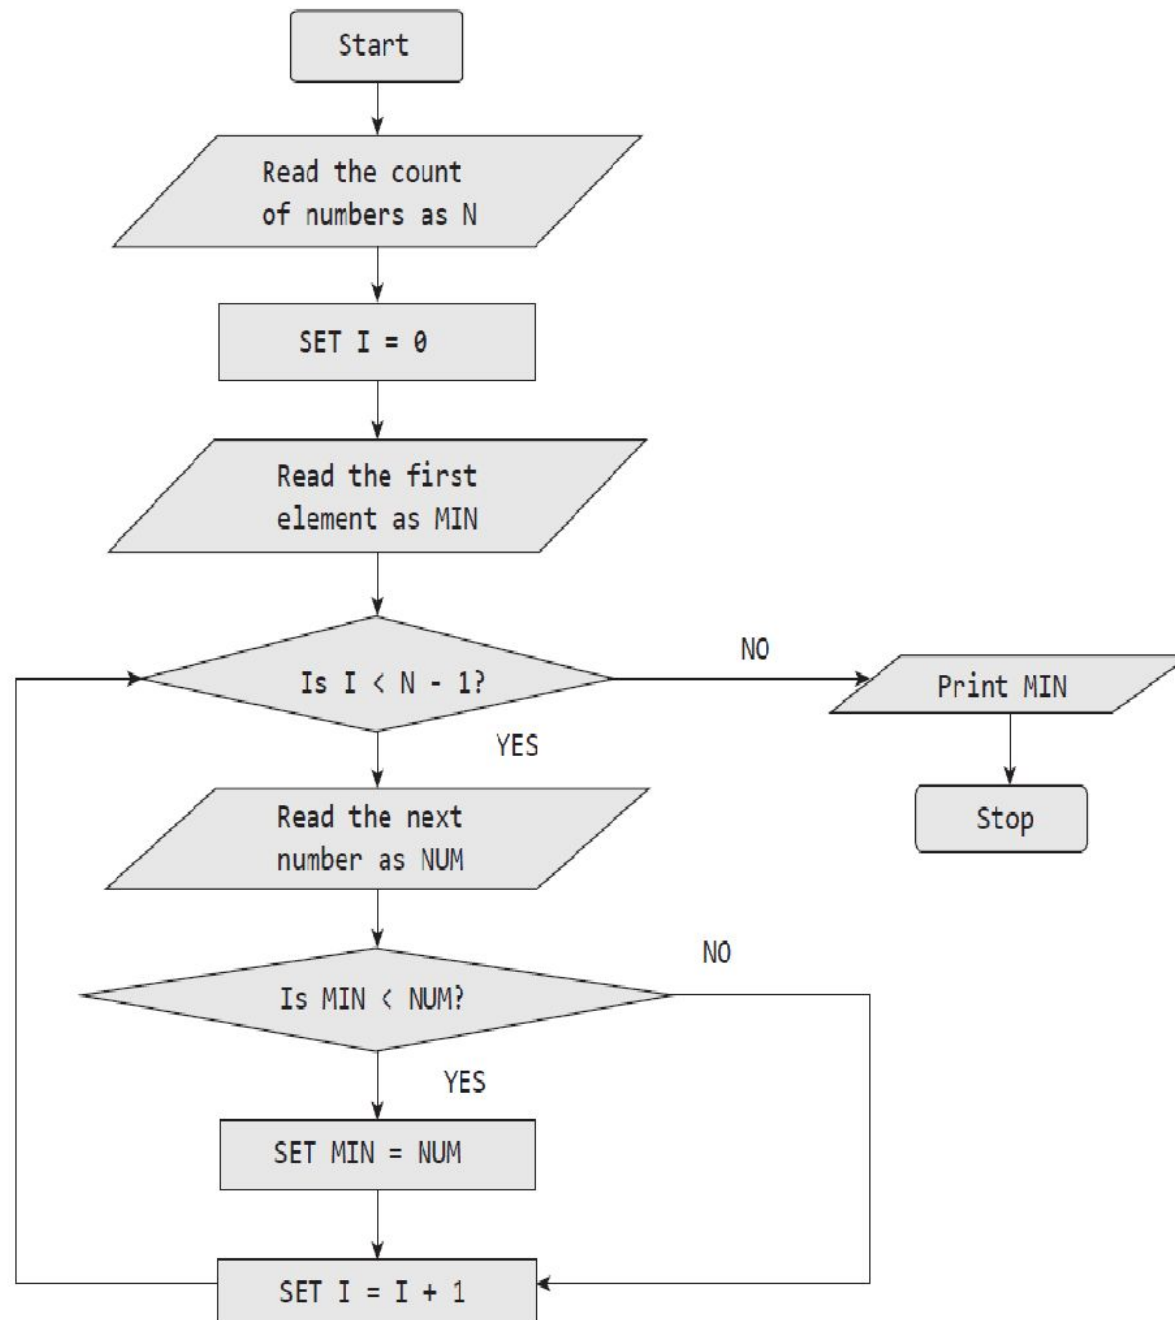 Start
Read the count
of numbers as N
SET I = 0
Read the first
element as MIN
Is I < N - 1?
NO
Print MIN
YES
Stop
Read the next
number as NUM
Is MIN < NUM?
NO
YES
SET MIN = NUM
SET I = I + 1